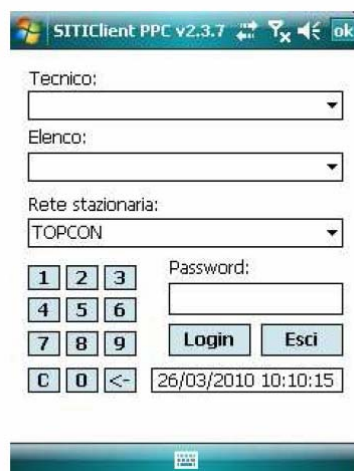 SITIClient PPC v2.3.7 ok
Tecnico:
Elenco:
Rete stazionaria:
TOPCON
1 2 3
Password:
4 5 6
7 8 9
Login Esci
C 0 <-
26/03/2010 10:10:15